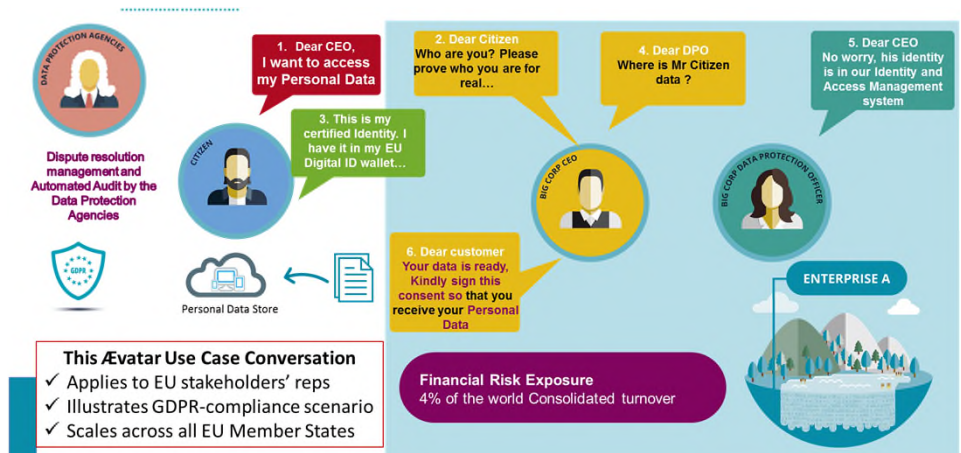 DATA PROTECTION AGENCIES
Dispute resolution
management and
Automated Audit by the
Data Protection
Agencies
GDPR
1. Dear CEO,
I want to access
my Personal Data
CITIZEN
3. This is my
certified Identity. I
have it in my EU
Digital ID wallet…
Personal Data Store
2. Dear Citizen
Who are you? Please
prove who you are for
real…
4. Dear DPO
Where is Mr Citizen
data ?
BIG CORP CEO
5. Dear CEO
No worry, his identity
is in our Identity and
Access Management
system
BIG CORP DATA PROTECTION OFFICER
6. Dear customer
Your data is ready,
Kindly sign this
consent so that you
receive your Personal
Data
ENTERPRISE A
This ÆvatarUse Case Conversation
✓ Applies to EU stakeholders’ reps
✓ Illustrates GDPR-compliance scenario
✓ Scales across all EU Member States
Financial Risk Exposure
4% of the world Consolidated turnover